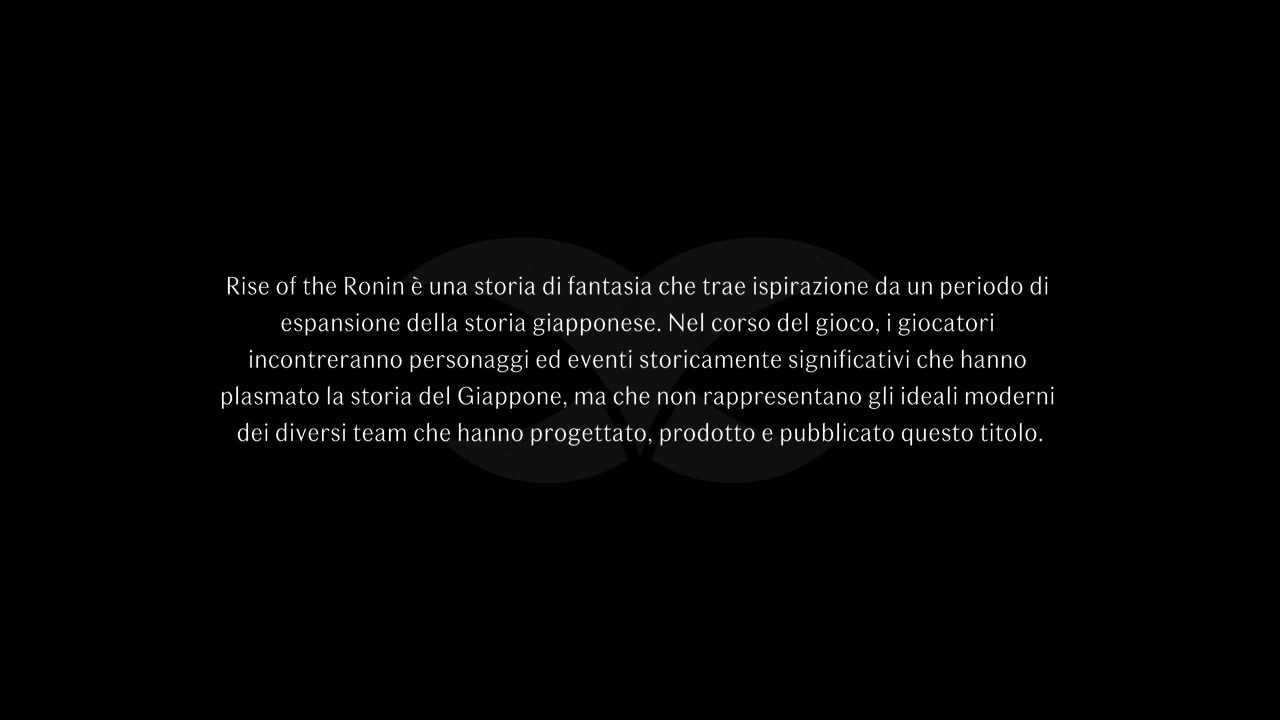 Rise of the Ronin è una storia di fantasia che trae ispirazione da un periodo di
espansione della storia giapponese. Nel corso del gioco, i giocatori
incontreranno personaggi ed eventi storicamente significativi che hanno
plasmato la storia del Giappone, ma che non rappresentano gli ideali moderni
dei diversi team che hanno progettato, prodotto e pubblicato questo titolo.